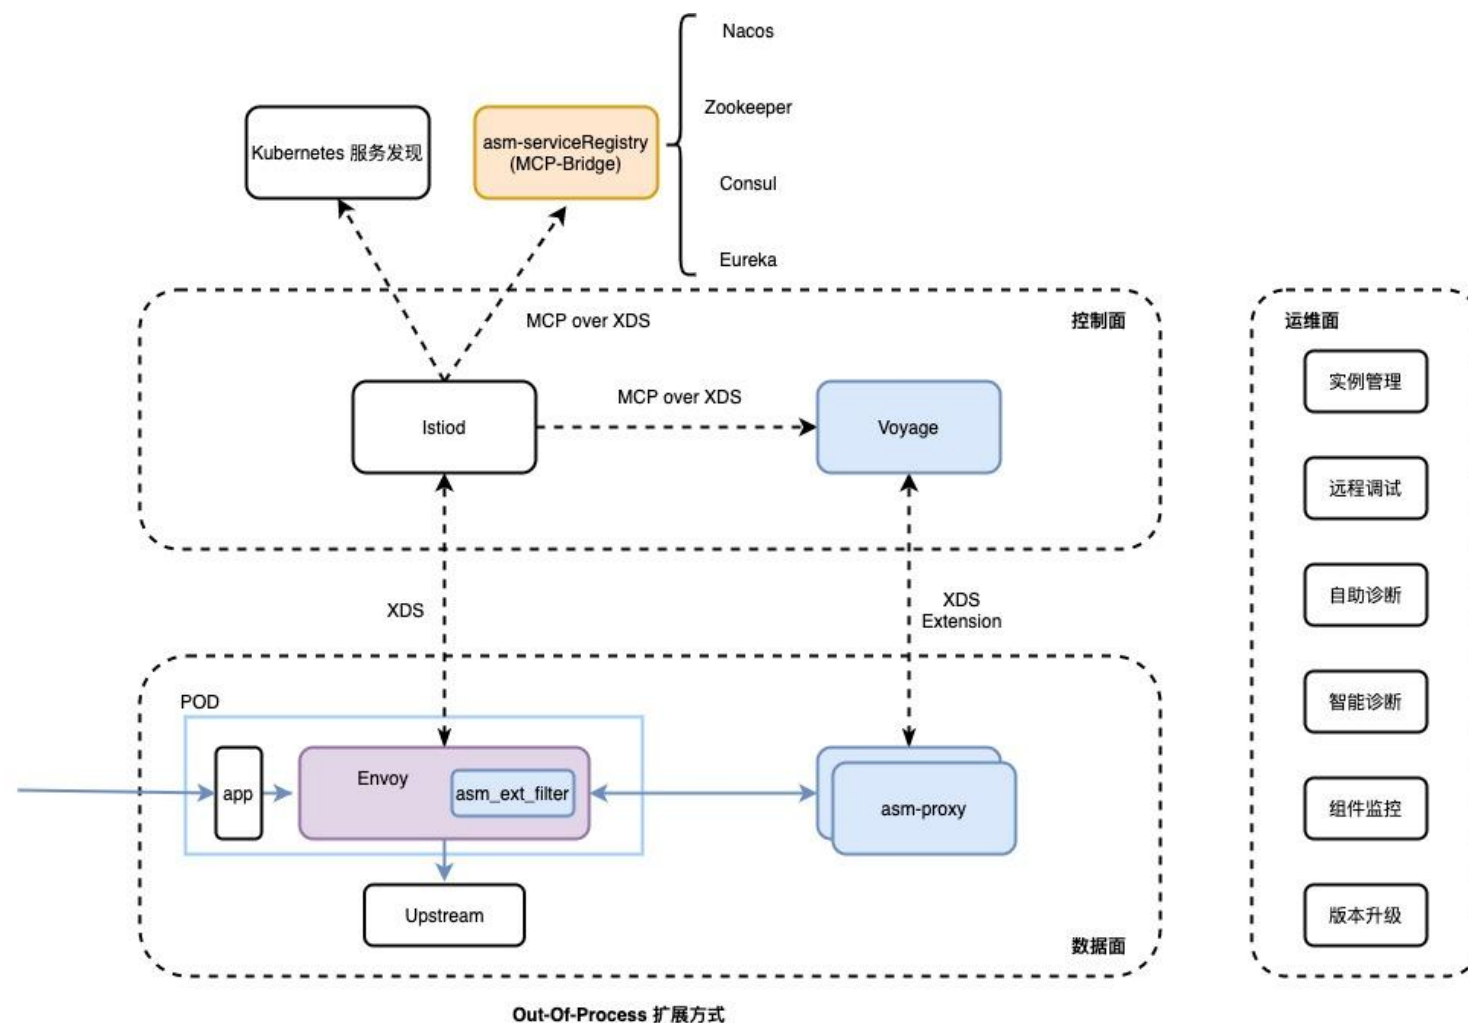 Nacos
Zookeeper
Consul
Eureka
Kubernetes 服务发现
asm-serviceRegistry
(MCP-Bridge)
MCP over XDS
控制面
MCP over XDS
Istiod
Voyage
XDS
XDS
Extension
POD
app
Envoy
asm_ext_filter
asm-proxy
Upstream
数据面
运维面
实例管理
远程调试
自助诊断
智能诊断
组件监控
版本升级
Out-Of-Process 扩展方式